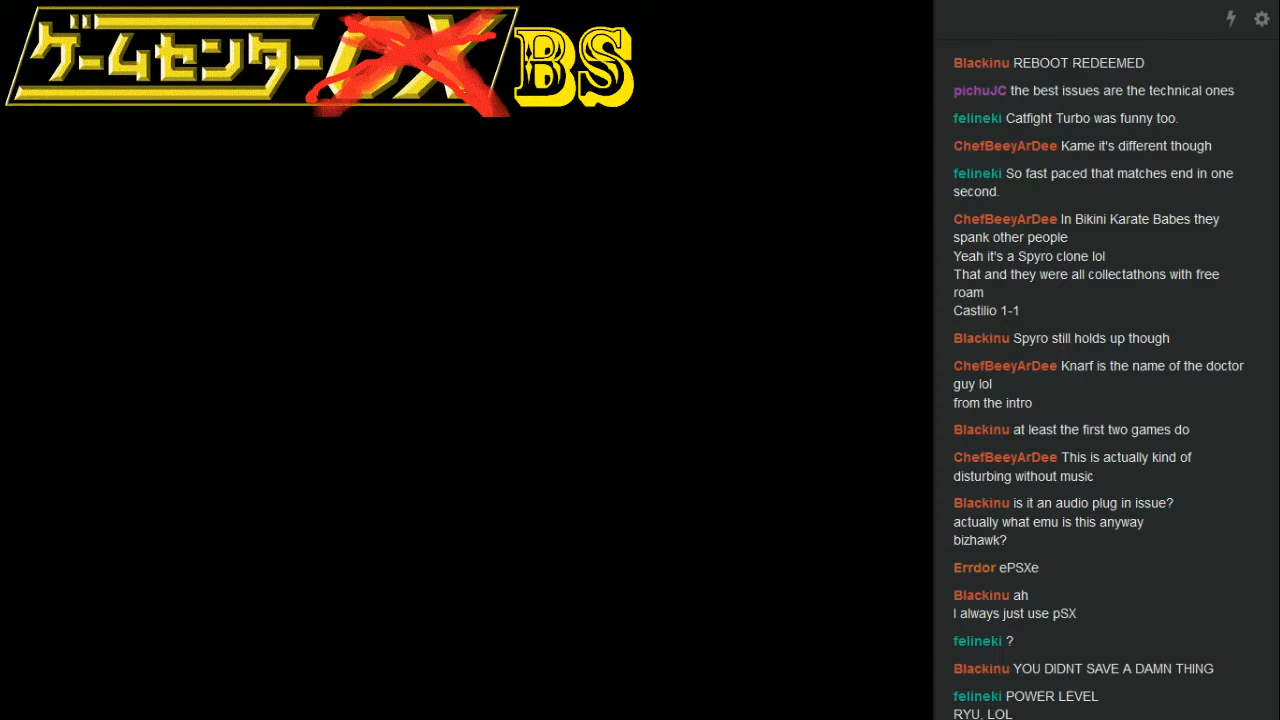 ゲームセンターDX BS
Blackinu REBOOT REDEEMED
pichuJC the best issues are the technical ones
felineki Catfight Turbo was funny too.
ChefBeeyArDee Kame it's different though
felineki So fast paced that matches end in one
second.
ChefBeeyArDee In Bikini Karate Babes they
spank other people
Yeah it's a Spyro clone lol
That and they were all collectathons with free
roam
Castilio 1-1
Blackinu Spyro still holds up though
ChefBeeyArDee Knarf is the name of the doctor
guy lol
from the intro
Blackinu at least the first two games do
ChefBeeyArDee This is actually kind of
disturbing without music
Blackinu is it an audio plug in issue?
actually what emu is this anyway
bizhawk?
Errdor ePSXe
Blackinu ah
I always just use pSX
felineki ?
Blackinu YOU DIDNT SAVE A DAMN THING
felineki POWER LEVEL
RYU, LOL